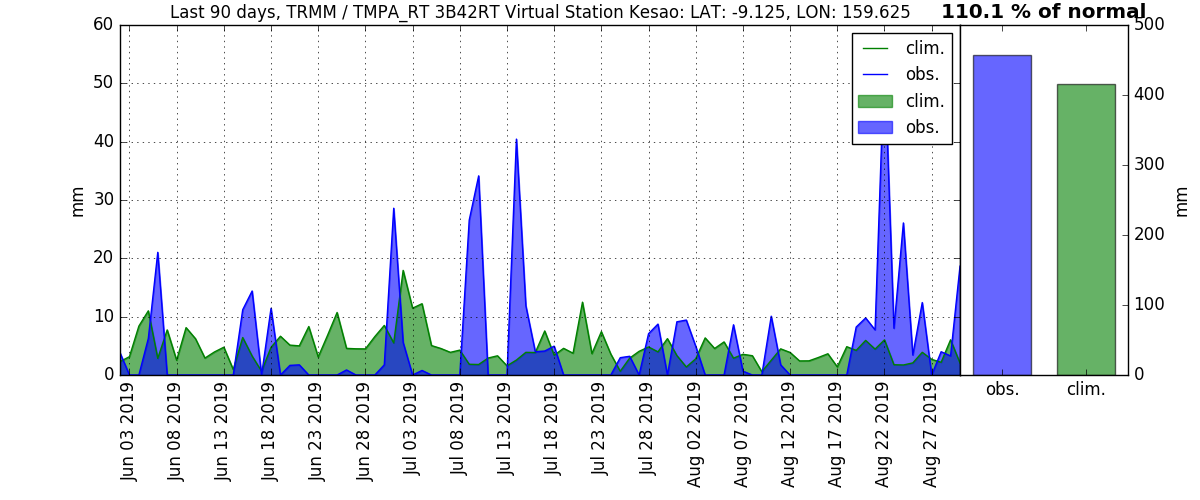 Last 90 days, TRMM / TMPA_RT 3B42RT Virtual Station Kesao: LAT: -9.125, LON: 159.625
110.1 % of normal
60
50
40
30
20
10
0
mm
clim.
obs.
clim.
obs.
500
400
300
200
100
0
mm
Jun 03 2019
Jun 08 2019
Jun 13 2019
Jun 18 2019
Jun 23 2019
Jun 28 2019
Jul 03 2019
Jul 08 2019
Jul 13 2019
Jul 18 2019
Jul 23 2019
Jul 28 2019
Aug 02 2019
Aug 07 2019
Aug 12 2019
Aug 17 2019
Aug 22 2019
Aug 27 2019
obs.
clim.